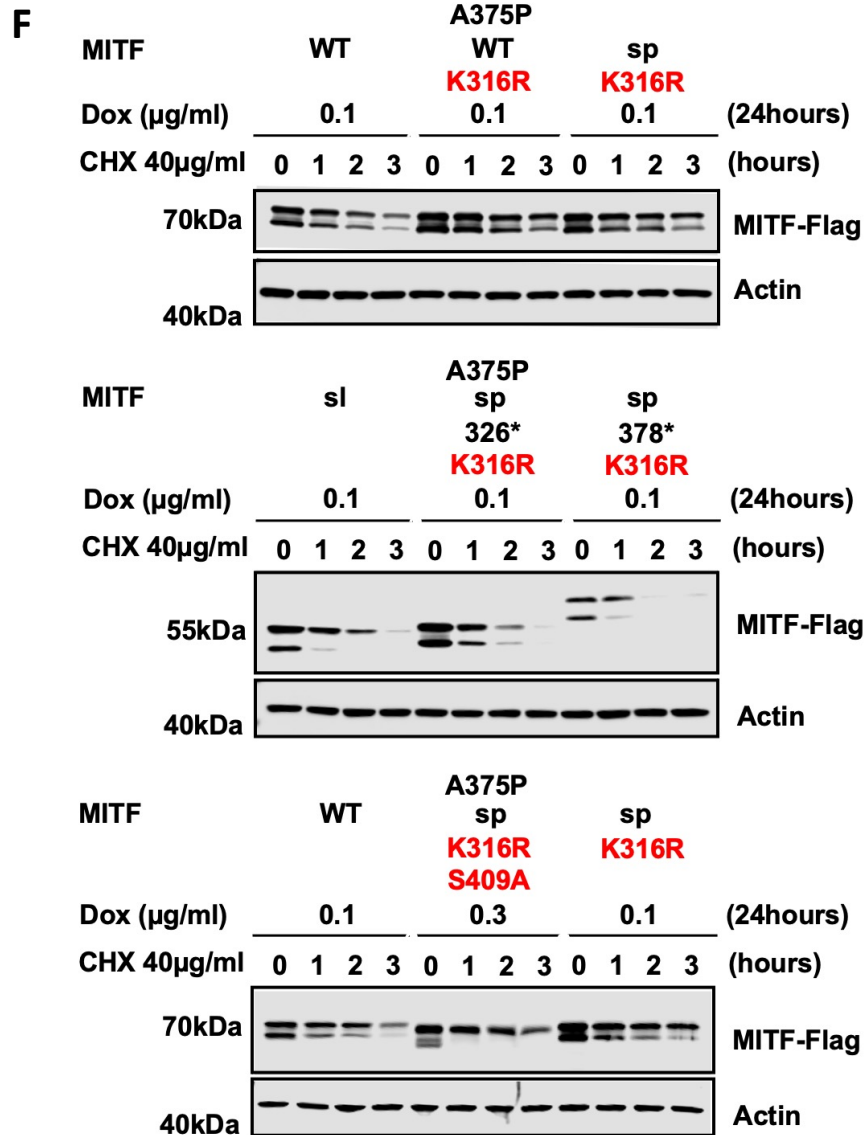 F
A375P
MITF WT WT sp
K316R K316R
Dox (µg/ml) 0.1 0.1 0.1 (24hours)
CHX 40µg/ml 0 1 2 3 0 1 2 3 0 1 2 3 (hours)
70kDa MITF-Flag
Actin
40kDa
A375P
MITF sl sp sp
326* 378*
K316R K316R
Dox (µg/ml) 0.1 0.1 0.1 (24hours)
CHX 40µg/ml 0 1 2 3 0 1 2 3 0 1 2 3 (hours)
55kDa MITF-Flag
40kDa Actin
A375P
MITF WT sp sp
K316R K316R
S409A
Dox (µg/ml) 0.1 0.3 0.1 (24hours)
CHX 40µg/ml 0 1 2 3 0 1 2 3 0 1 2 3 (hours)
70kDa MITF-Flag
40kDa Actin